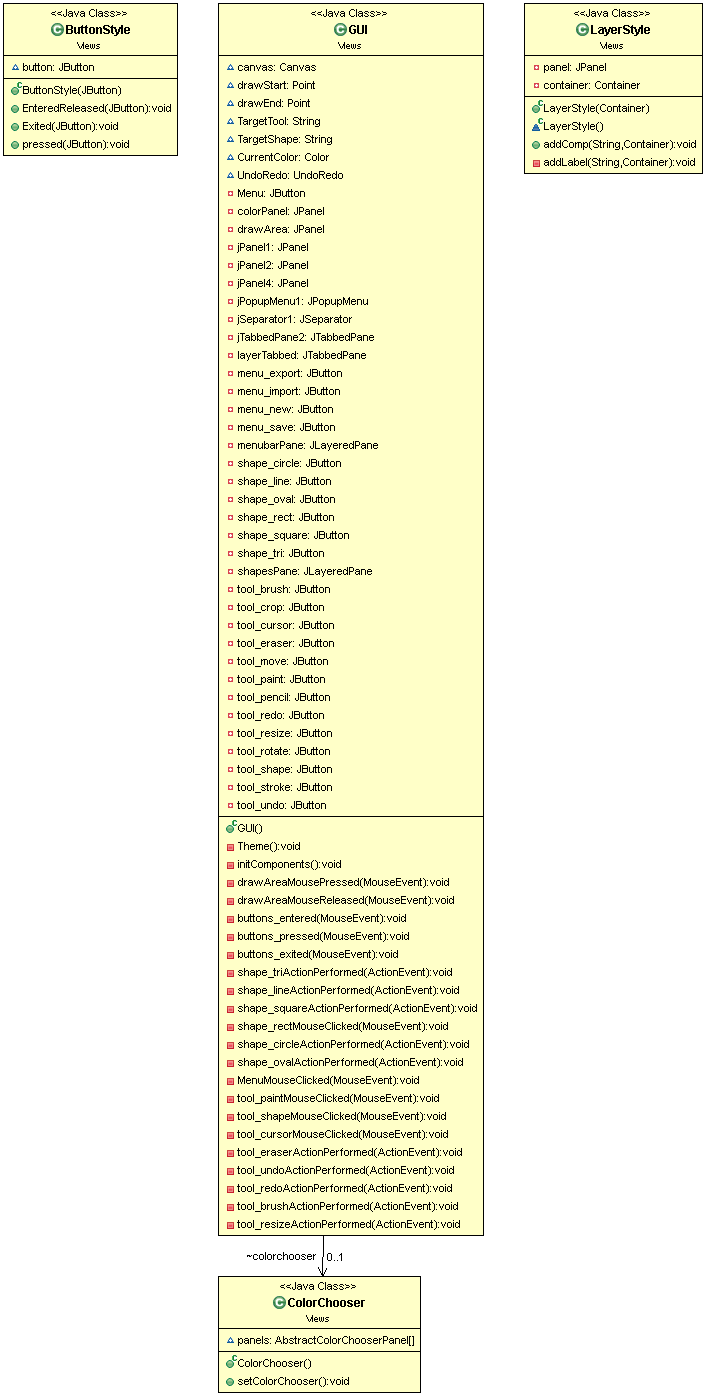 <<Java Class>>
ButtonStyle
Views
button: JButton
ButtonStyle(JButton)
EnteredReleased(JButton):void
Exited(JButton):void
pressed(JButton):void
<<Java Class>>
GUI
Views
canvas: Canvas
drawStart: Point
drawEnd: Point
TargetTool: String
TargetShape: String
CurrentColor: Color
UndoRedo: UndoRedo
Menu: JButton
colorPanel: JPanel
drawArea: JPanel
jPanel1: JPanel
jPanel2: JPanel
jPanel4: JPanel
jPopupMenu1: JPopupMenu
jSeparator1: JSeparator
jTabbedPane2: JTabbedPane
layerTabbed: JTabbedPane
menu_export: JButton
menu_import: JButton
menu_new: JButton
menu_save: JButton
menubarPane: JLayeredPane
shape_circle: JButton
shape_line: JButton
shape_oval: JButton
shape_rect: JButton
shape_square: JButton
shape_tri: JButton
shapesPane: JLayeredPane
tool_brush: JButton
tool_crop: JButton
tool_cursor: JButton
tool_eraser: JButton
tool_move: JButton
tool_paint: JButton
tool_pencil: JButton
tool_redo: JButton
tool_resize: JButton
tool_rotate: JButton
tool_shape: JButton
tool_stroke: JButton
tool_undo: JButton
GUI()
Theme():void
initComponents():void
drawAreaMousePressed(MouseEvent):void
drawAreaMouseReleased(MouseEvent):void
buttons_entered(MouseEvent):void
buttons_pressed(MouseEvent):void
buttons_exited(MouseEvent):void
shape_triActionPerformed(ActionEvent):void
shape_lineActionPerformed(ActionEvent):void
shape_squareActionPerformed(ActionEvent):void
shape_rectMouseClicked(MouseEvent):void
shape_circleActionPerformed(ActionEvent):void
shape_ovalActionPerformed(ActionEvent):void
MenuMouseClicked(MouseEvent):void
tool_paintMouseClicked(MouseEvent):void
tool_shapeMouseClicked(MouseEvent):void
tool_cursorMouseClicked(MouseEvent):void
tool_eraserActionPerformed(ActionEvent):void
tool_undoActionPerformed(ActionEvent):void
tool_redoActionPerformed(ActionEvent):void
tool_brushActionPerformed(ActionEvent):void
tool_resizeActionPerformed(ActionEvent):void
<<Java Class>>
LayerStyle
Views
panel: JPanel
container: Container
LayerStyle(Container)
LayerStyle()
addComp(String,Container):void
addLabel(String,Container):void
~colorchooser 0..1
<<Java Class>>
ColorChooser
Views
panels: AbstractColorChooserPanel[]
ColorChooser()
setColorChooser():void